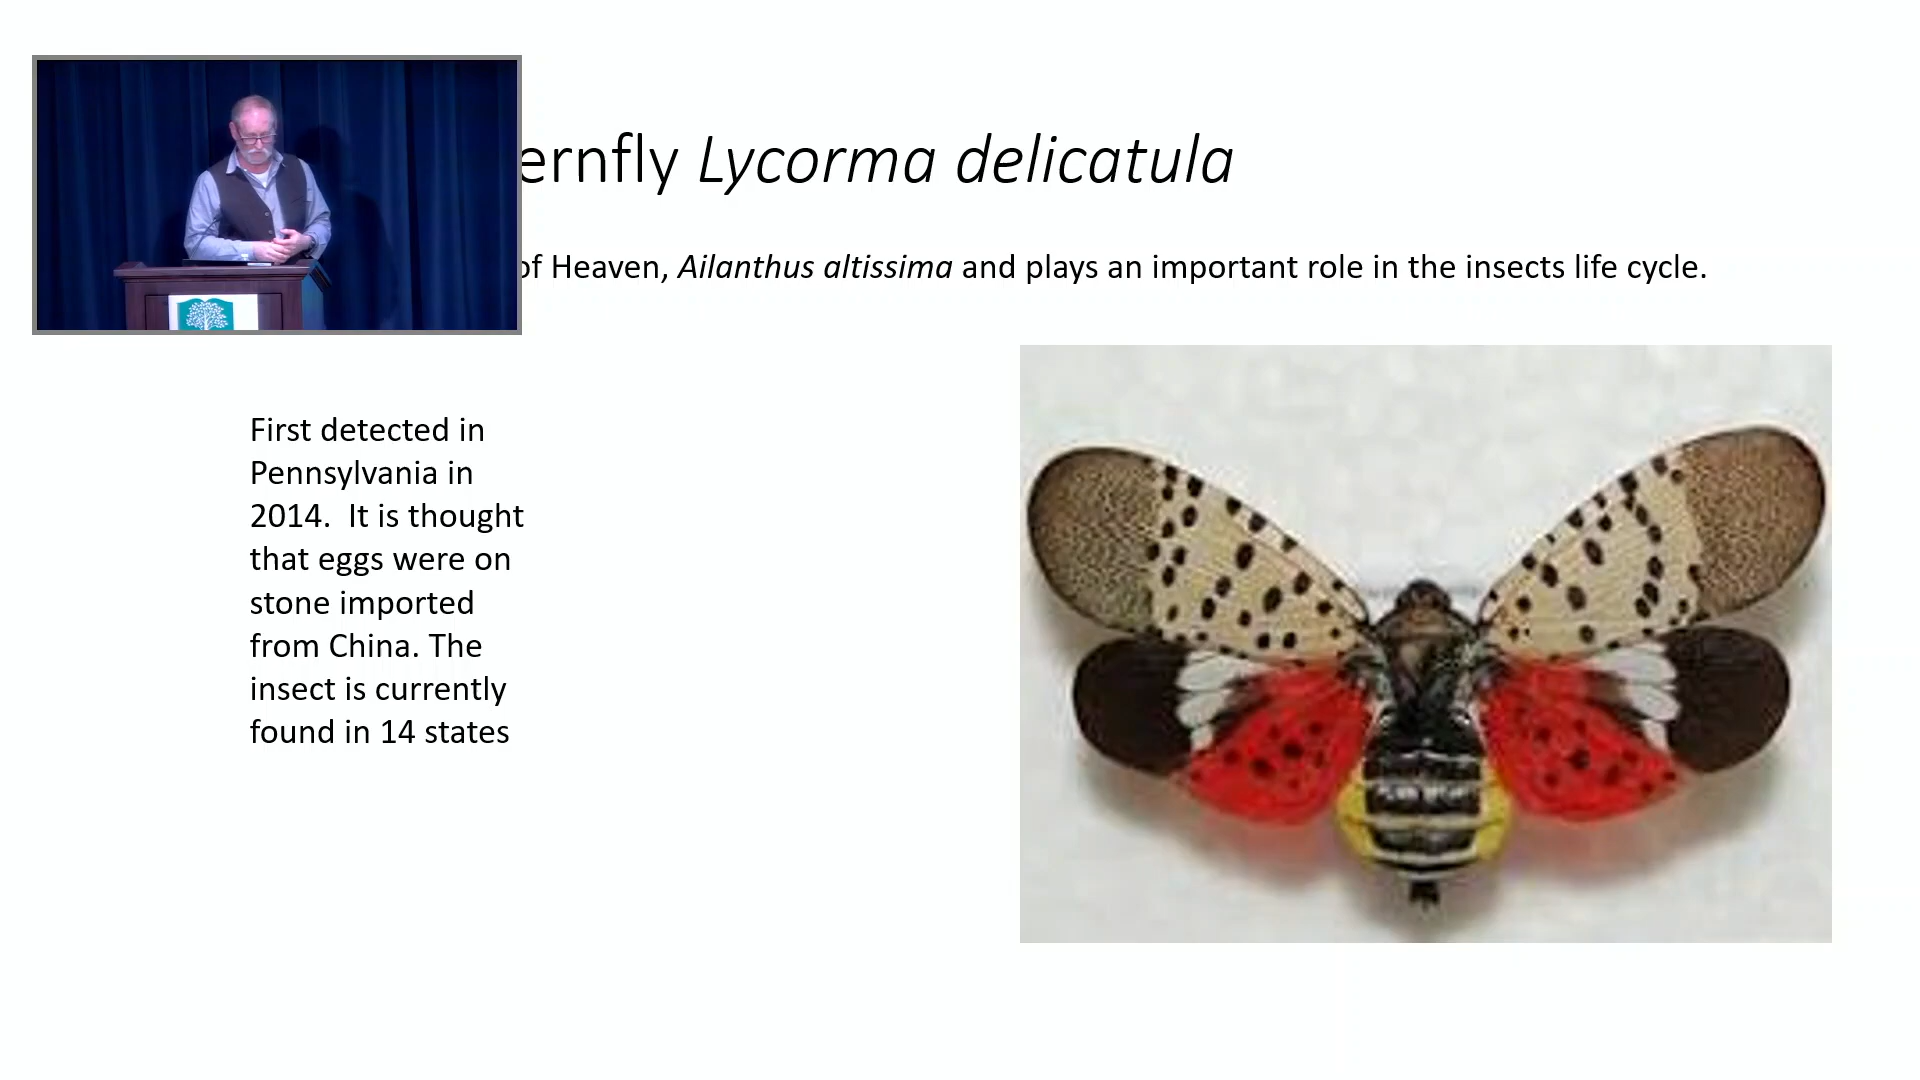 ernfly Lycorma delicatula
of Heaven, Ailanthus altissima and plays an important role in the insects life cycle.
First detected in
Pennsylvania in
2014.  It is thought
that eggs were on
stone imported
from China. The
insect is currently
found in 14 states